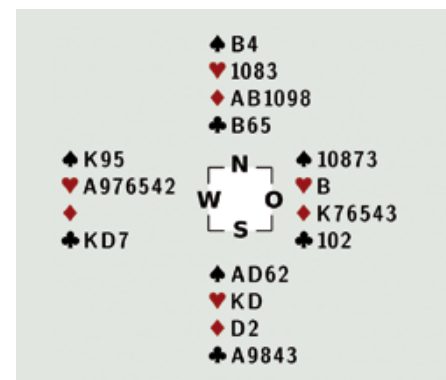 ♠ B4
♥ 1083
♦ AB1098
♣ B65
♠ K95
♥ A976542
♦
♣ KD7
N
W O
S
♠ 10873
♥ B
♦ K76543
♣ 102
♠ AD62
♥ KD
♦ D2
♣ A9843